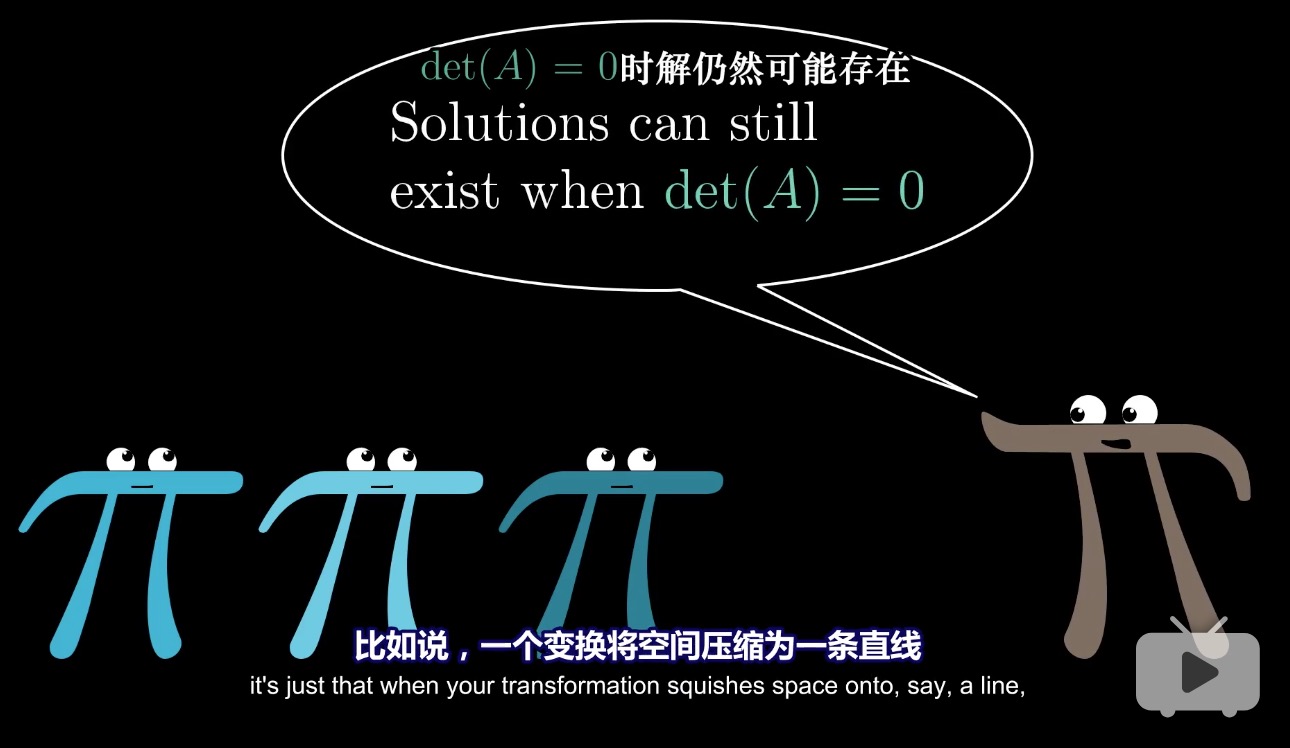 det(A) = 0时解仍然可能存在
Solutions can still
exist when det(A) = 0
比如说，一个变换将空间压缩为一条直线
it's just that when your transformation squishes space onto, say, a line,